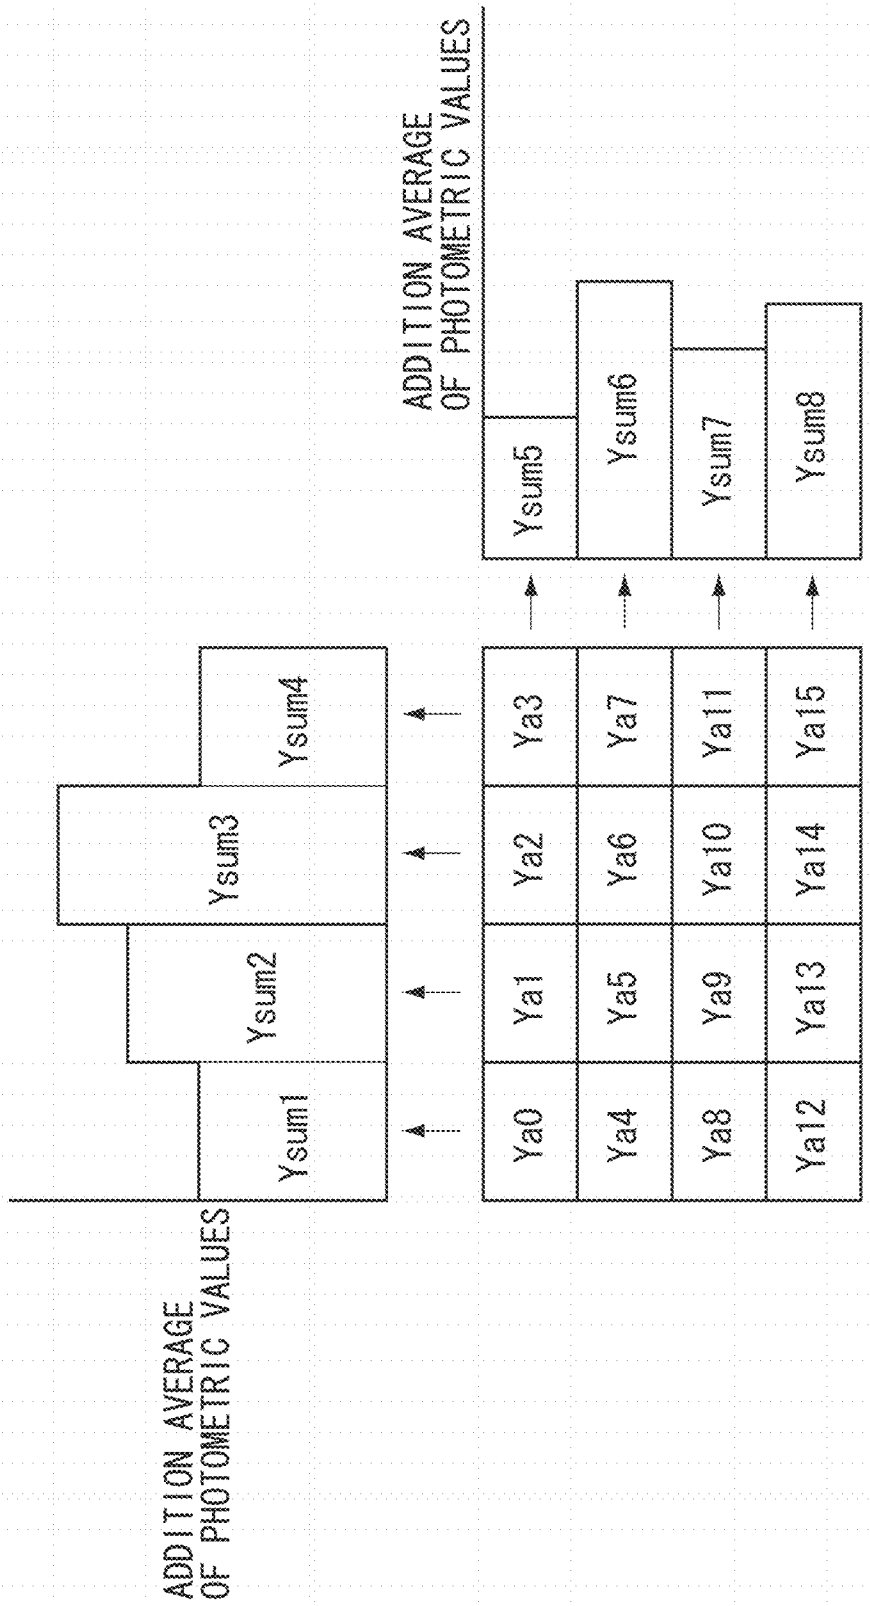 ADDITION AVERAGE
OF PHOTOMETRIC VALUES
Ysum1
Ysum2
Ysum3
Ysum4
ADDITION AVERAGE
OF PHOTOMETRIC VALUES
Ya0 Ya1 Ya2 Ya3 Ysum5
Ya4 Ya5 Ya6 Ya7 Ysum6
Ya8 Ya9 Ya10 Ya11 Ysum7
Ya12 Ya13 Ya14 Ya15 Ysum8